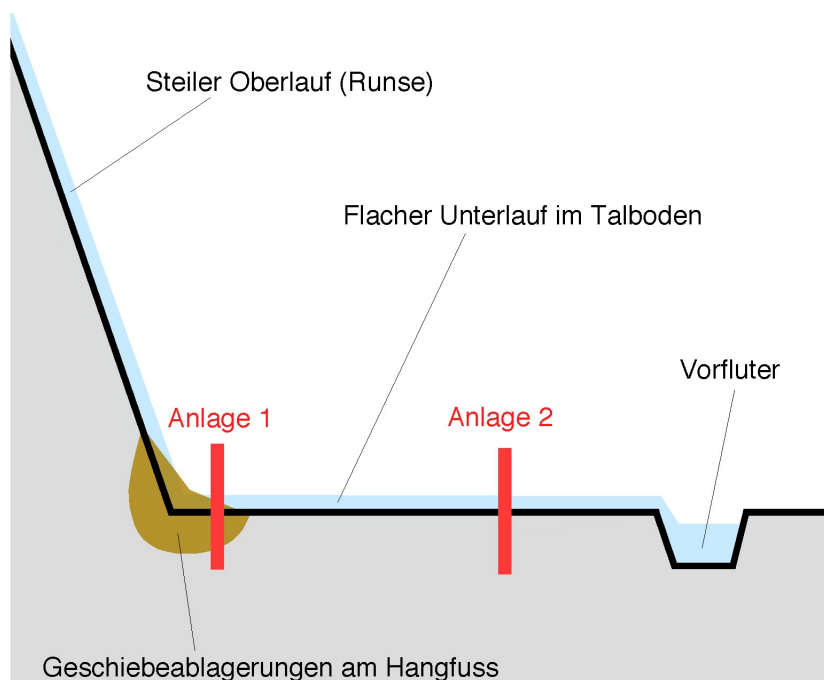 Steiler Oberlauf (Runse)
Flacher Unterlauf im Talboden
Vorfluter
Anlage 1
Anlage 2
Geschiebeablagerungen am Hangfuss